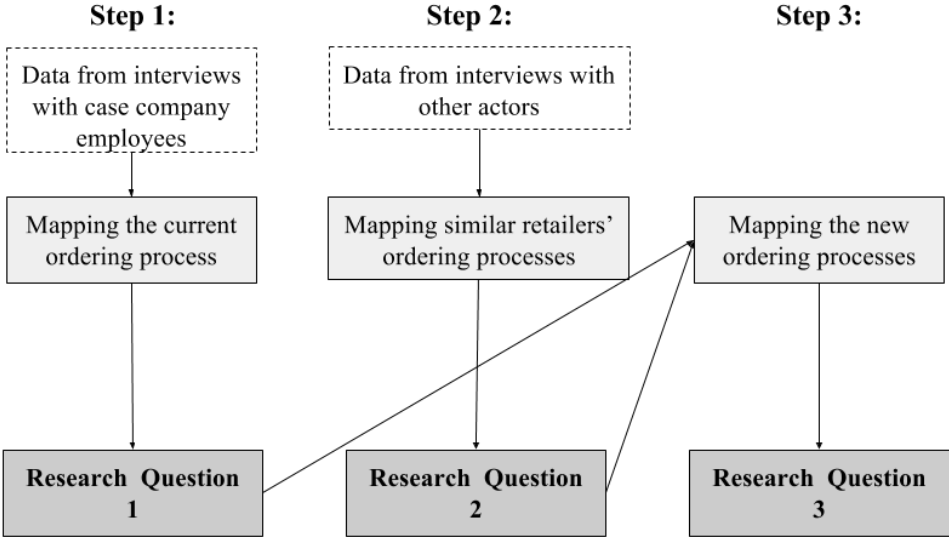 Step 1:
Step 2:
Step 3:
Data from interviews
with case company
employees
Data from interviews with
other actors
Mapping the current
ordering process
Mapping similar retailers’
ordering processes
Mapping the new
ordering processes
Research Question
1
Research Question
2
Research Question
3